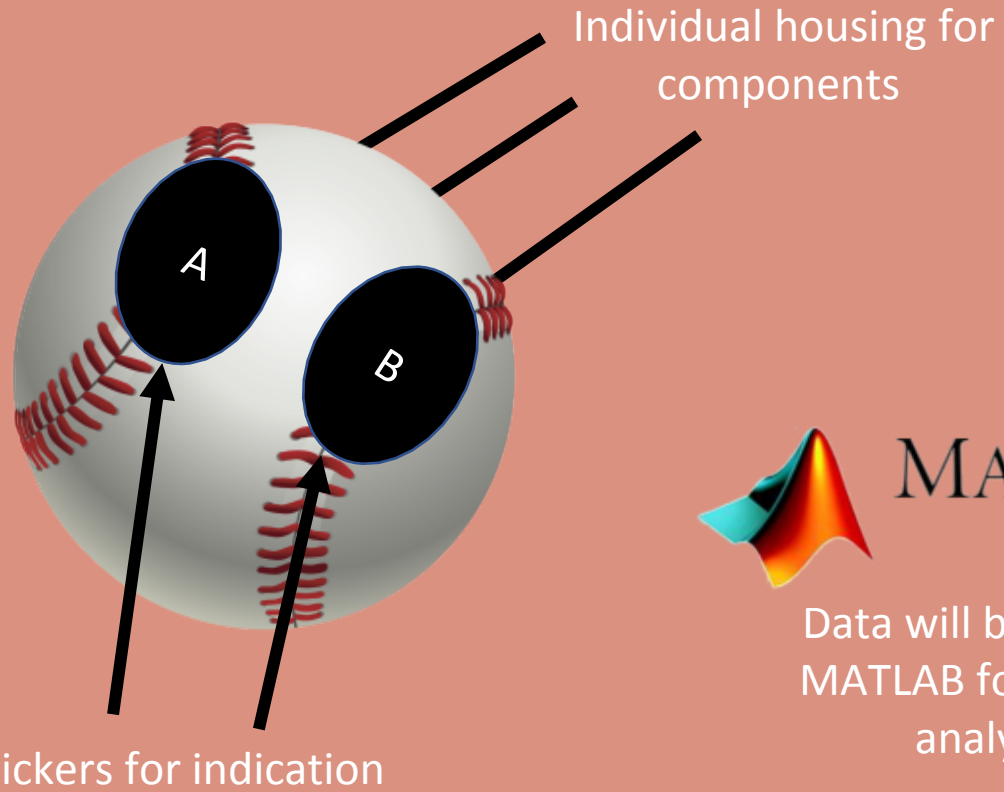 Individual housing for
components
A
B
MA
Data will b
MATLAB fo
analy
ickers for indication